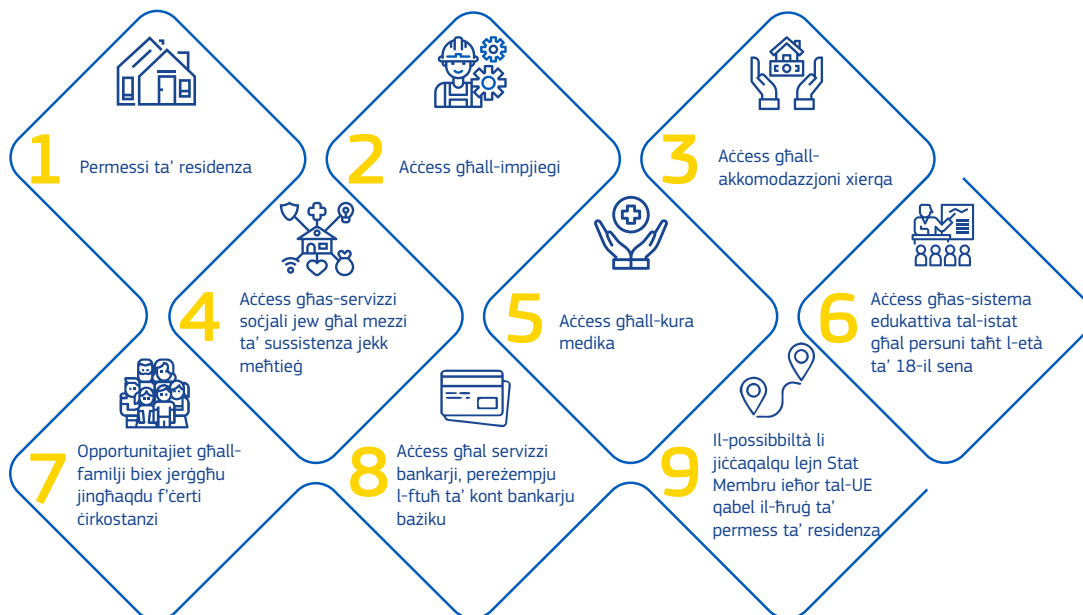 1
Permessi ta’ residenza
2
Aċċess għall-impjiegi
3
Aċċess għall-
akkomodazzjoni xierqa
4
Aċċess għas-servizzi
soċjali jew għal mezzi
ta’ sussistenza jekk
meħtieġ
5
Aċċess għall-kura
medika
6
Aċċess għas-sistema
edukattiva tal-istat
għal persuni taħt l-età
ta’ 18-il sena
7
Opportunitajiet għall-
familji biex jerġgħu
jingħaqdu f’ċerti
ċirkostanzi
8
Aċċess għal servizzi
bankarji, pereżempju
l-ftuħ ta’ kont bankarju
bażiku
9
Il-possibbiltà li
jiċċaqalqu lejn Stat
Membru ieħor tal-UE
qabel il-ħruġ ta’
permess ta’ residenza